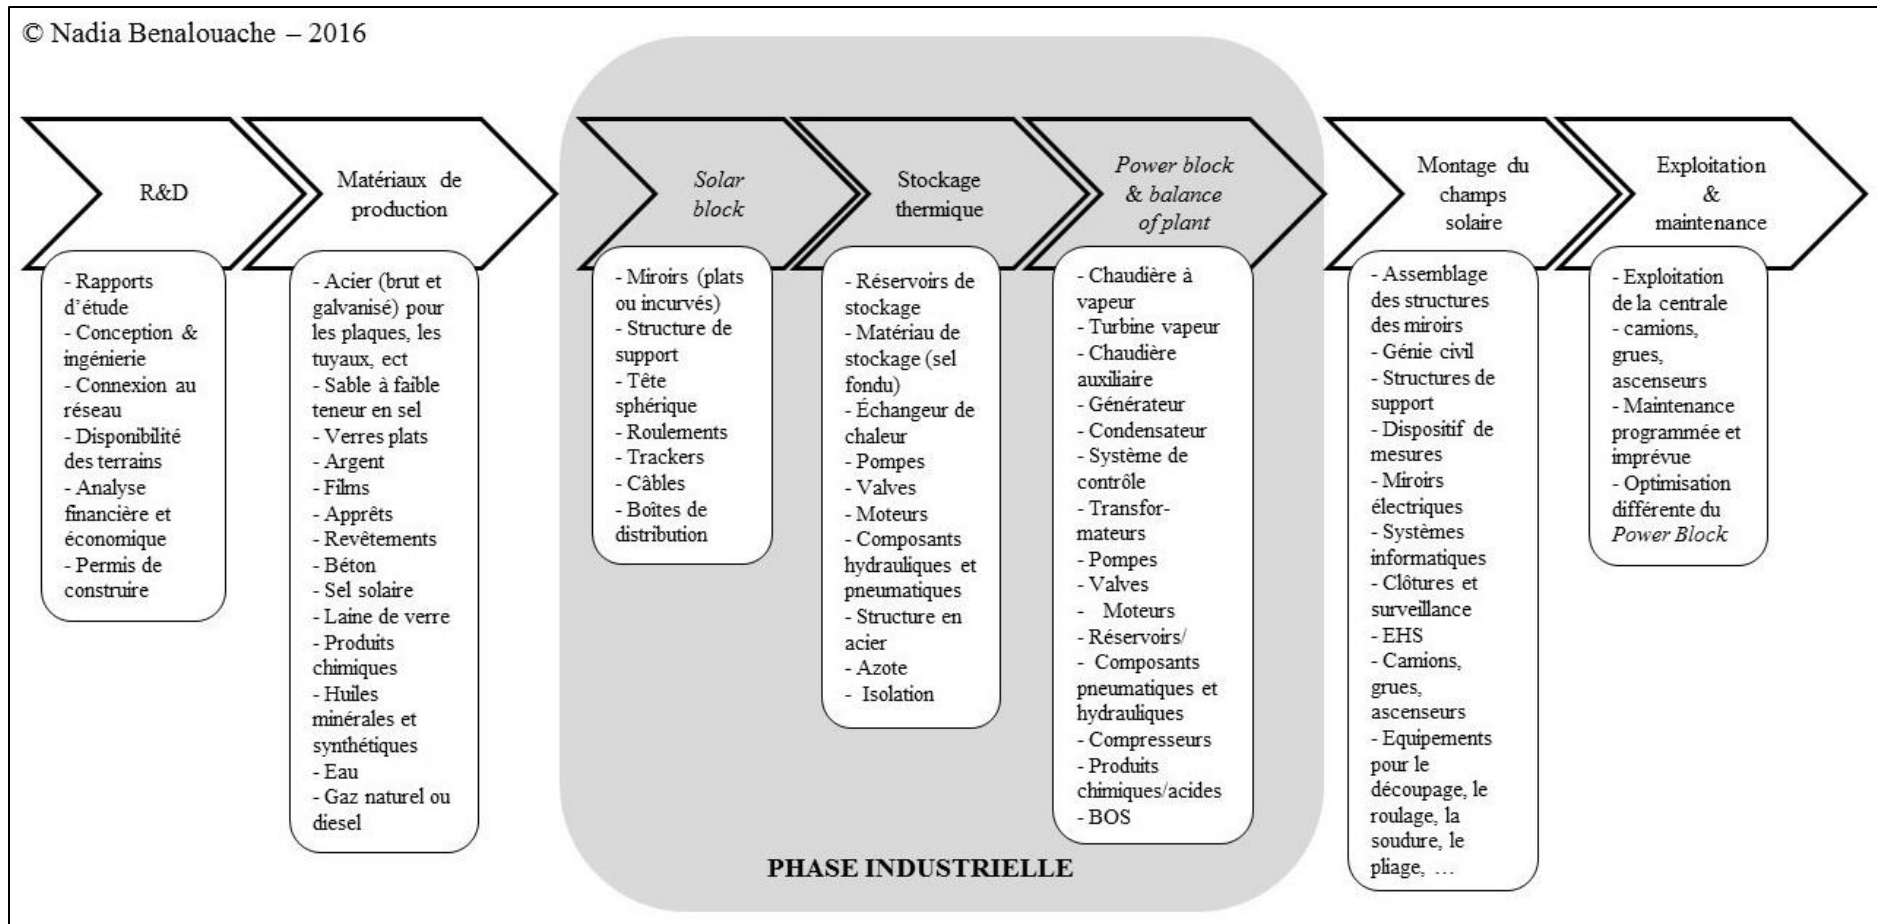 © Nadia Benalouache – 2016
R&D
Matériaux de
production
Solar
block
Stockage
thermique
Power block
& balance
of plant
Montage du
champs
solaire
Exploitation
&
maintenance
- Rapports
d’étude
- Conception &
ingénierie
- Connexion au
réseau
- Disponibilité
des terrains
- Analyse
financière et
économique
- Permis de
construire
- Acier (brut et
galvanisé) pour
les plaques, les
tuyaux, ect
- Sable à faible
teneur en sel
- Verres plats
- Argent
- Films
- Apprêts
- Revêtements
- Béton
- Sel solaire
- Laine de verre
- Produits
chimiques
- Huiles
minérales et
synthétiques
- Eau
- Gaz naturel ou
diesel
- Miroirs (plats
ou incurvés)
- Structure de
support
- Tête
sphérique
- Roulements
- Trackers
- Câbles
- Boîtes de
distribution
- Réservoirs de
stockage
- Matériau de
stockage (sel
fondu)
- Échangeur de
chaleur
- Pompes
- Valves
- Moteurs
- Composants
hydrauliques et
pneumatiques
- Structure en
acier
- Azote
- Isolation
- Chaudière à
vapeur
- Turbine vapeur
- Chaudière
auxiliaire
- Générateur
- Condensateur
- Système de
contrôle
- Transfor-
mateurs
- Pompes
- Valves
- Moteurs
- Réservoirs/
- Composants
pneumatiques et
hydrauliques
- Compresseurs
- Produits
chimiques/acides
- BOS
- Assemblage
des structures
des miroirs
- Génie civil
- Structures de
support
- Dispositif de
mesures
- Miroirs
électriques
- Systèmes
informatiques
- Clôtures et
surveillance
- EHS
- Camions,
grues,
ascenseurs
- Equipements
pour le
découpage, le
roulage, la
soudure, le
pliage, …
- Exploitation
de la centrale
- camions,
grues,
ascenseurs
- Maintenance
programmée et
imprévue
- Optimisation
différente du
Power Block
PHASE INDUSTRIELLE